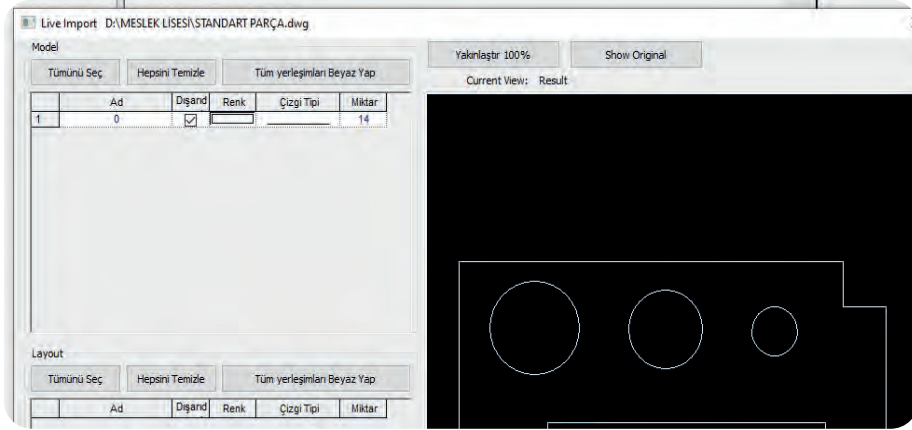 Live Import D:\MESLEK LİSESİ\STANDART PARÇA.dwg
Model
Tümünü Seç Hepsini Temizle Tüm yerleşimları Beyaz Yap
Ad Dışarıd Renk Çizgi Tipi Miktar
1 0 14
Yakınlaştır 100% Show Original
Current View: Result
Layout
Tümünü Seç Hepsini Temizle Tüm yerleşimları Beyaz Yap
Ad Dışarıd Renk Çizgi Tipi Miktar